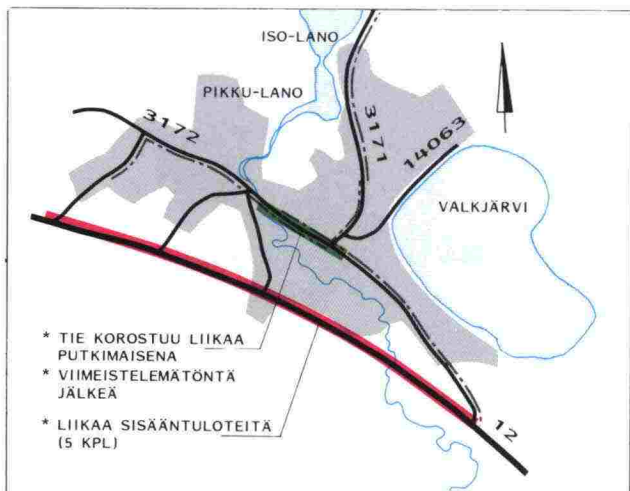 ISO-LANO
PIKKU-LANO
3172
3171
14063
VALKJÄRVI
* TIE KOROSTUU LIIKAA
PUTKIMAISENA
* VIIMEISTELEMÄTÖNTÄ
JÄLKEÄ
* LIIKAA SISÄÄNTULOTEITÄ
(5 KPL)
12